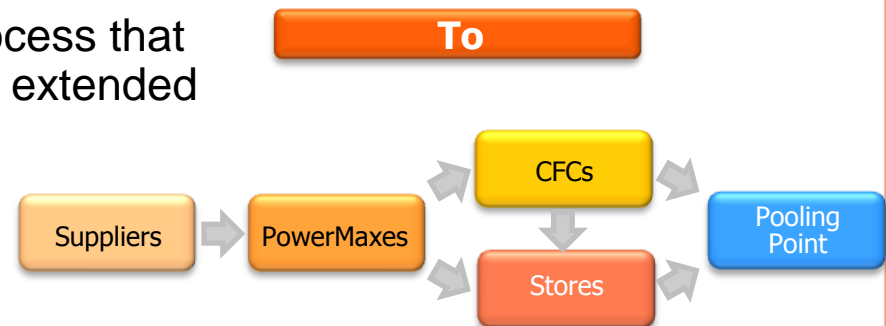 ocess that
extended
To
CFCs
Suppliers
PowerMaxes
Pooling
Point
Stores